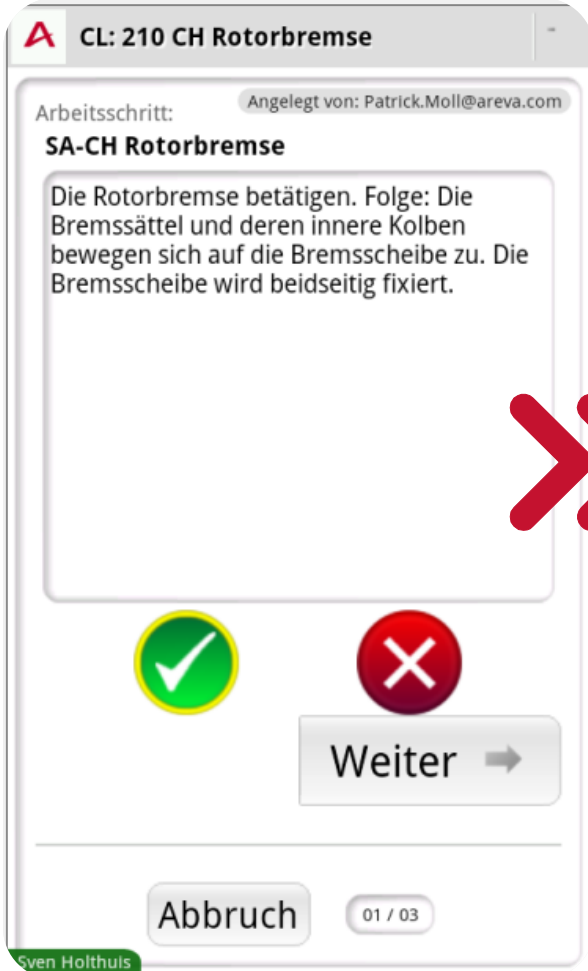 CL: 210 CH Rotorbremse
Angelegt von: Patrick.Moll@areva.com
Arbeitsschritt:
SA-CH Rotorbremse
Die Rotorbremse betätigen. Folge: Die
Bremssättel und deren innere Kolben
bewegen sich auf die Bremsscheibe zu. Die
Bremsscheibe wird beidseitig fixiert.
Weiter
Abbruch
01 / 03
Sven Holthuis